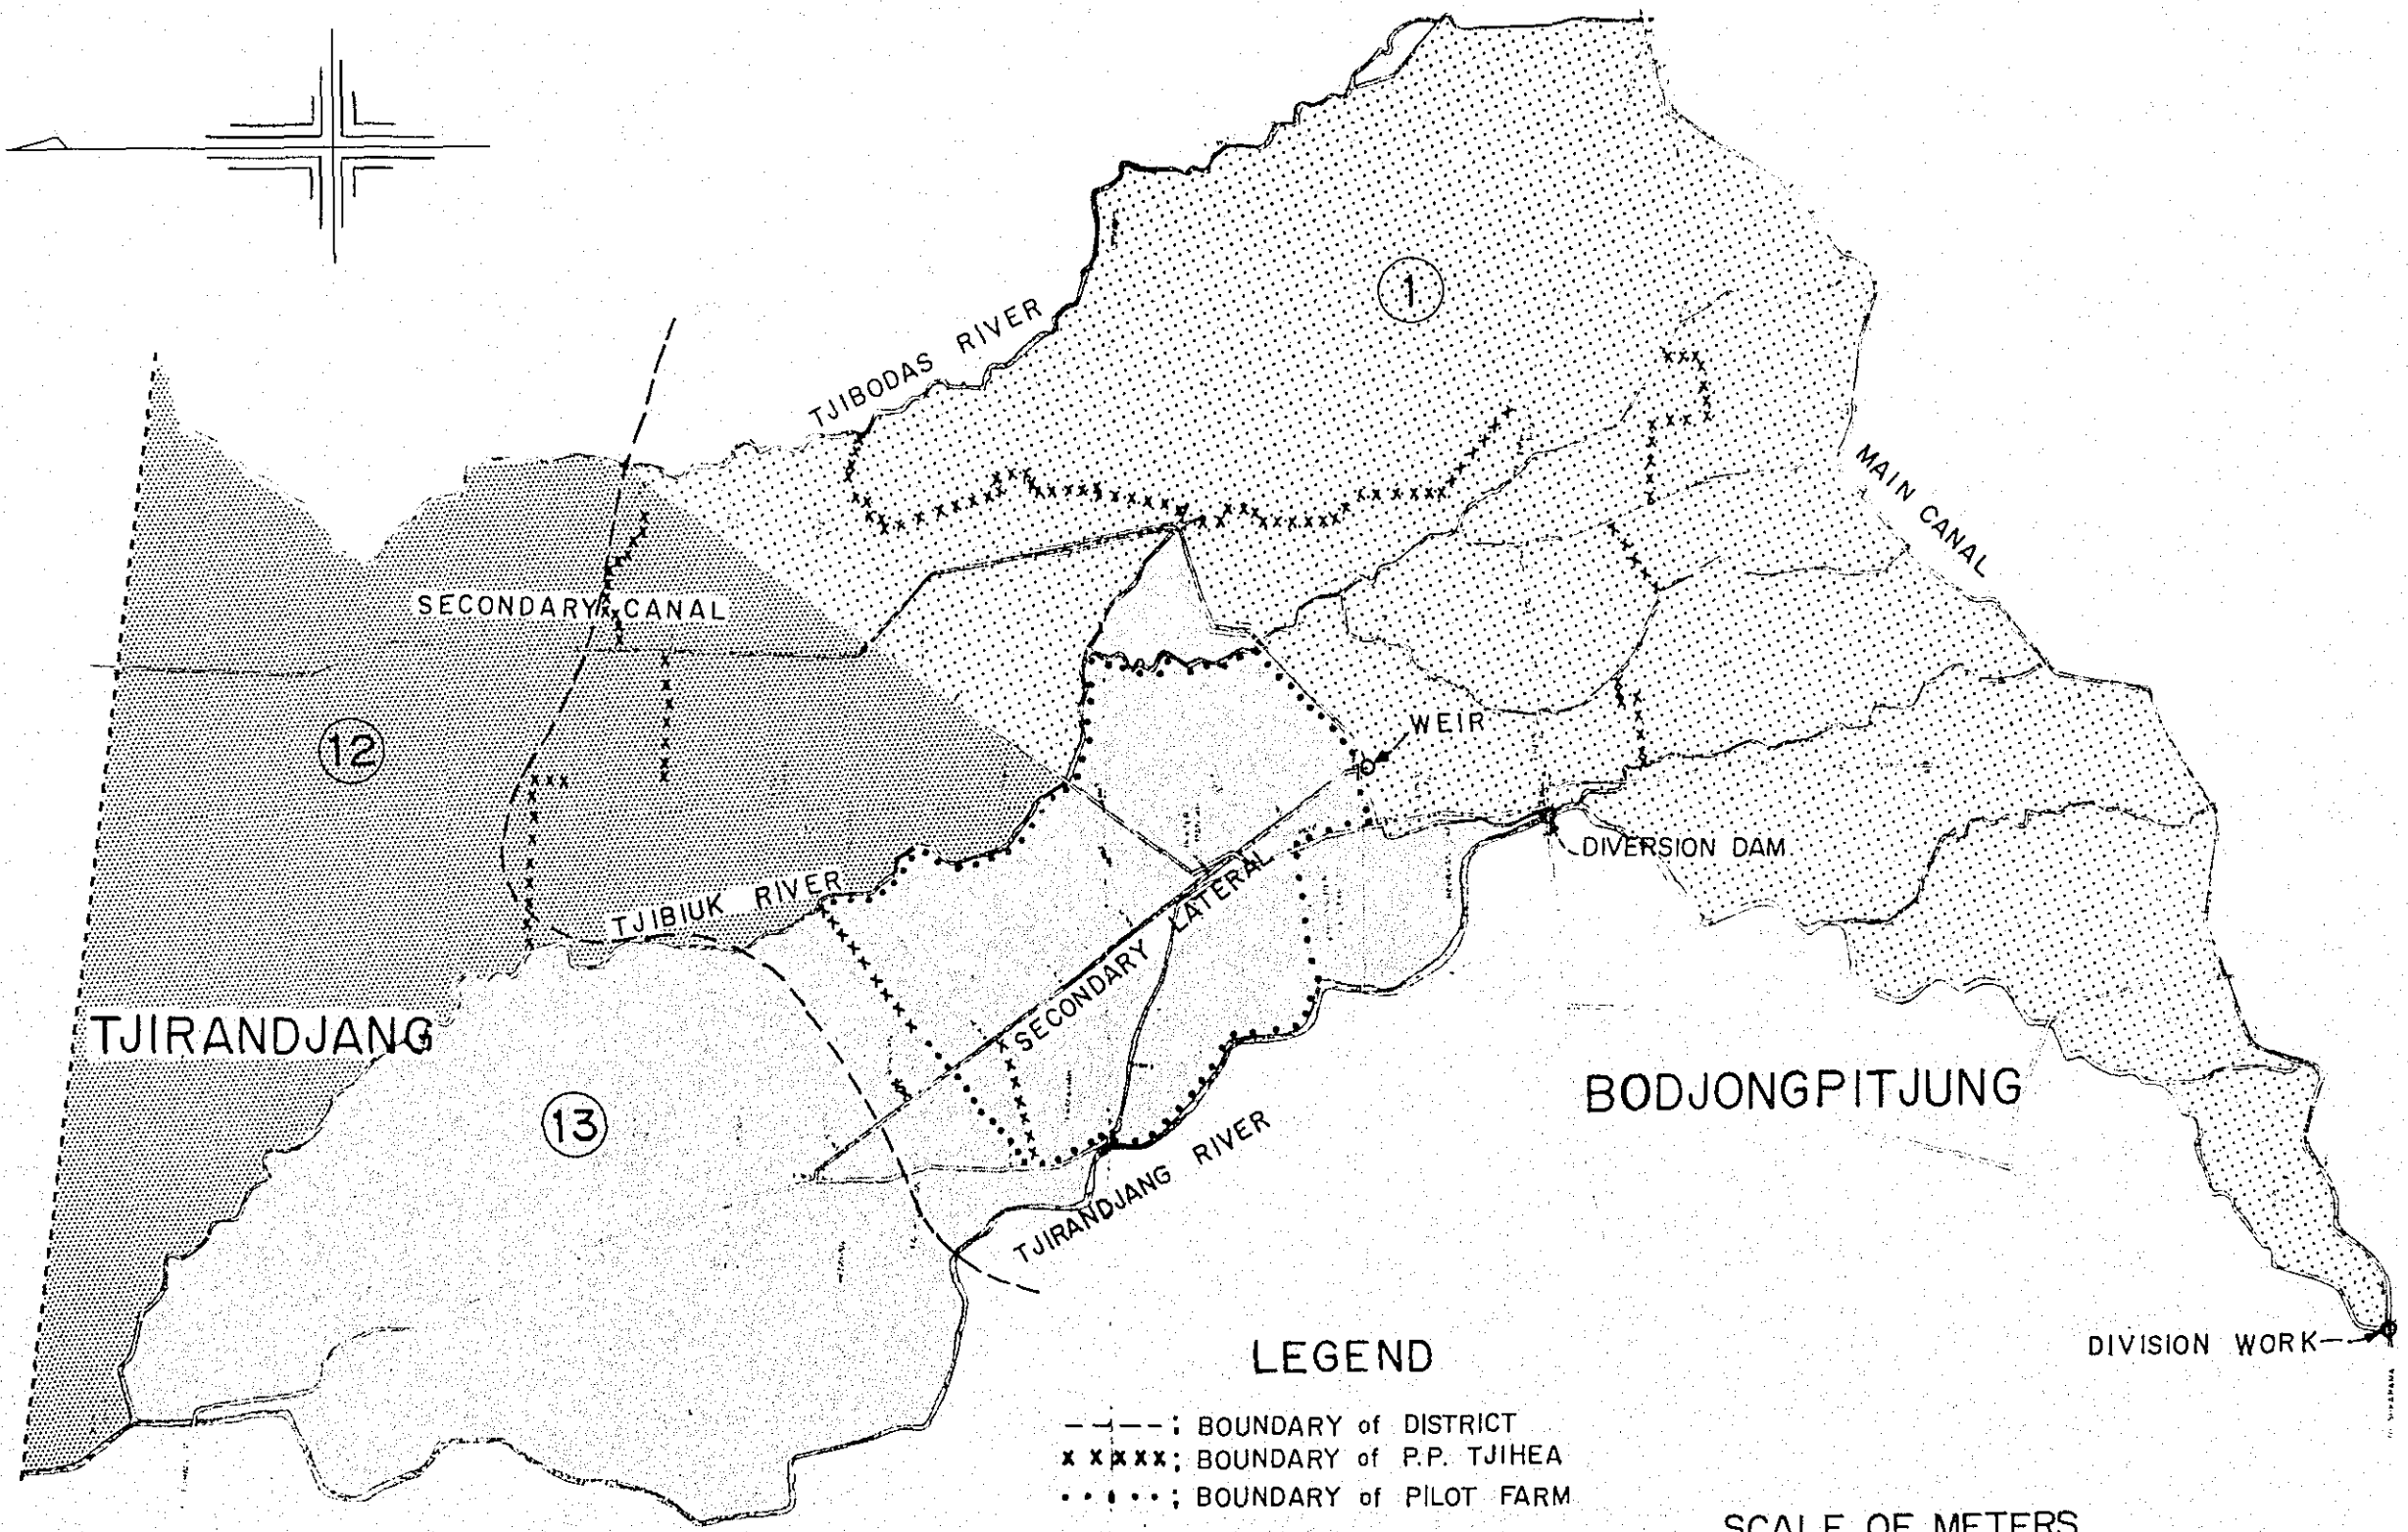 1
TJIBODAS RIVER
MAIN CANAL
SECONDARY CANAL
12
WEIR
DIVERSION DAM
TJIBIUK RIVER
SECONDARY LATERAL
TJIRANDJANG
BODJONGPITJUNG
13
TJIRANDJANG RIVER
DIVISION WORK
LEGEND
; BOUNDARY of DISTRICT
; BOUNDARY of P.P. TJIHEA
; BOUNDARY of PILOT FARM
SCALE OF METERS